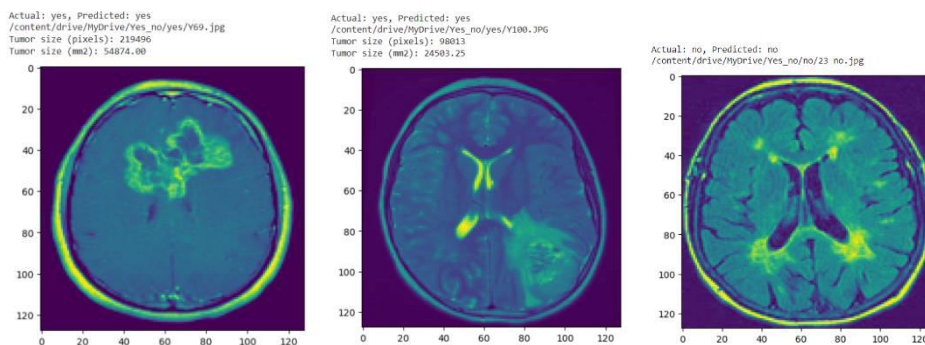 Actual: yes, Predicted: yes
/content/drive/MyDrive/Yes_no/yes/Y69.jpg
Tumor size (pixels): 219496
Tumor size (mm2): 54874.00
0
20
40
60
80
100
120
0 20 40 60 80 100 120
Actual: yes, Predicted: yes
/content/drive/MyDrive/Yes_no/yes/Y100.JPG
Tumor size (pixels): 98013
Tumor size (mm2): 24503.25
0
20
40
60
80
100
120
0 20 40 60 80 100 120
Actual: no, Predicted: no
/content/drive/MyDrive/Yes_no/no/23 no.jpg
0
20
40
60
80
100
120
0 20 40 60 80 100 120